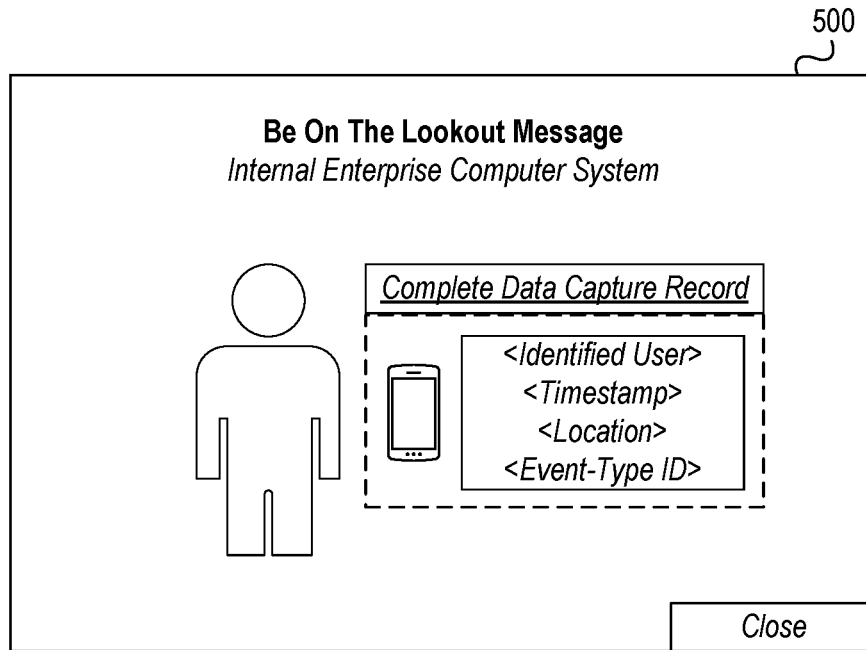 500
Be On The Lookout Message
Internal Enterprise Computer System
Complete Data Capture Record
<Identified User>
<Timestamp>
<Location>
<Event-Type ID>
Close